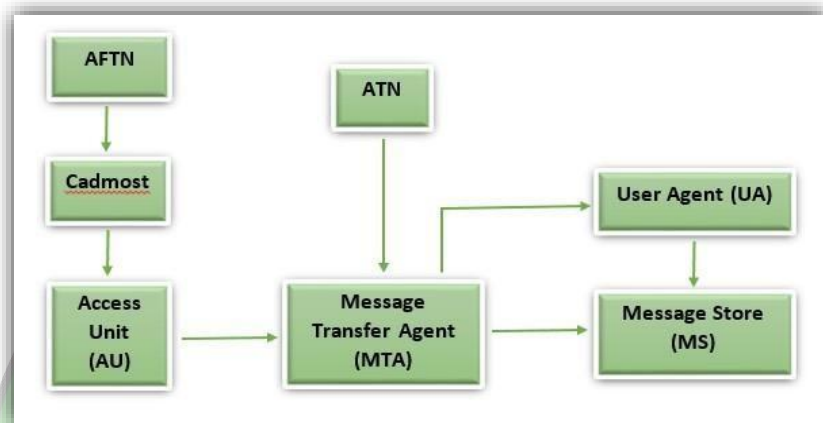 AFTN
ATN
Cadmost
User Agent (UA)
Access
Unit
(AU)
Message
Transfer Agent
(MTA)
Message Store
(MS)